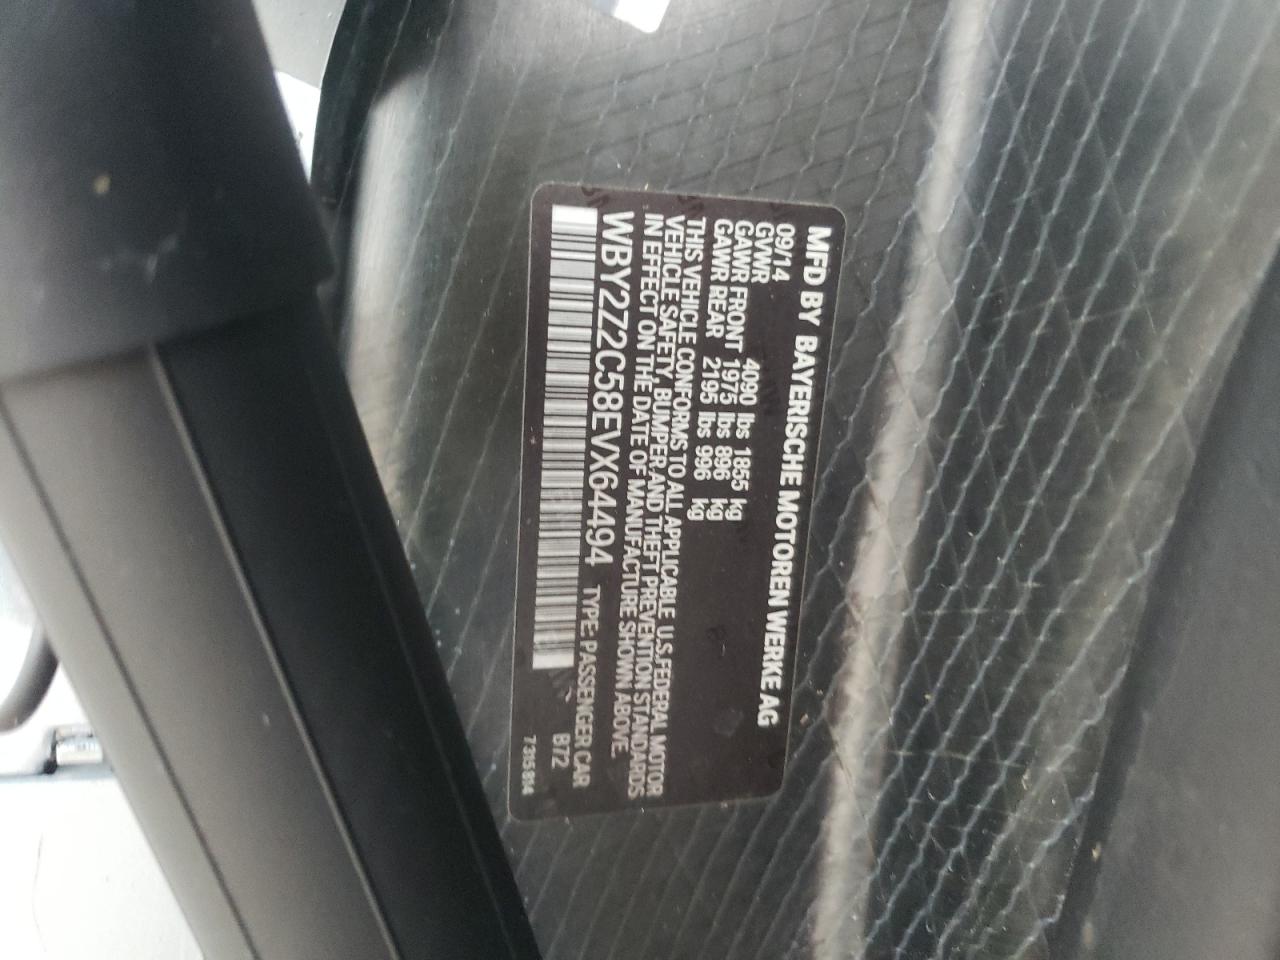 MFD BY BAYERISCHE MOTOREN WERKE AG
09/14
GVWR 4090 lbs 1855 kg
GAWR FRONT 1975 lbs 896 kg
GAWR REAR 2195 lbs 996 kg
THIS VEHICLE CONFORMS TO ALL APPLICABLE U.S.FEDERAL MOTOR
VEHICLE SAFETY, BUMPER,AND THEFT PREVENTION STANDARDS
IN EFFECT ON THE DATE OF MANUFACTURE SHOWN ABOVE.
WBY2Z2C58EVX64494 TYPE: PASSENGER CAR
B72
7315814